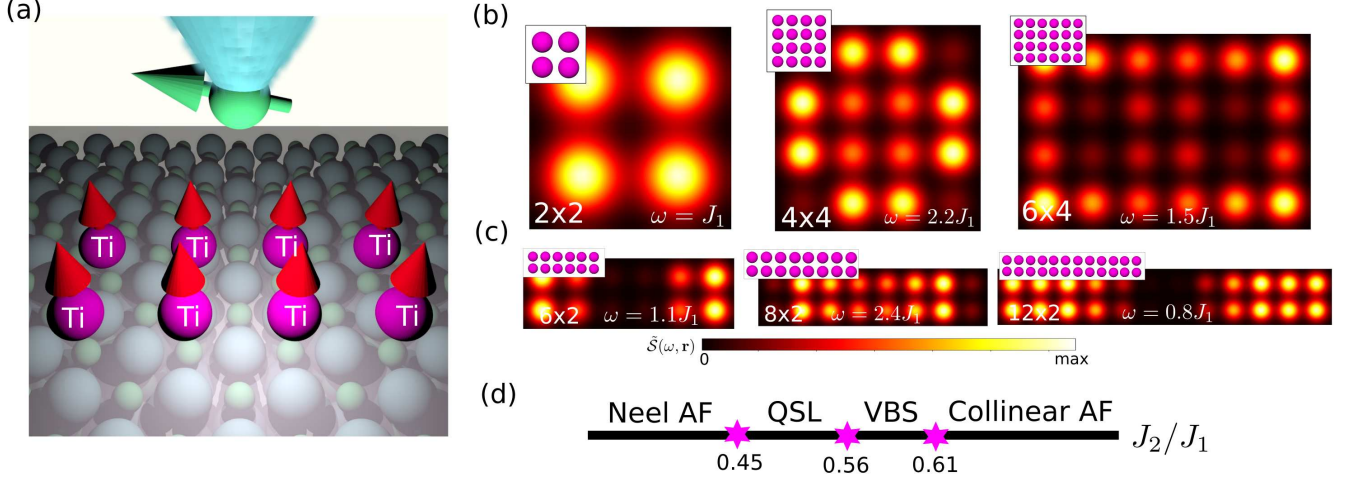 (a)
Ti Ti Ti Ti
Ti Ti Ti Ti
(b)
2x2 ω = J₁
4x4 ω = 2.2J₁
6x4 ω = 1.5J₁
(c)
6x2 ω = 1.1J₁
8x2 ω = 2.4J₁
12x2 ω = 0.8J₁
S̃(ω, r)
0 max
(d)
Neel AF QSL VBS Collinear AF
J₂/J₁
0.45 0.56 0.61